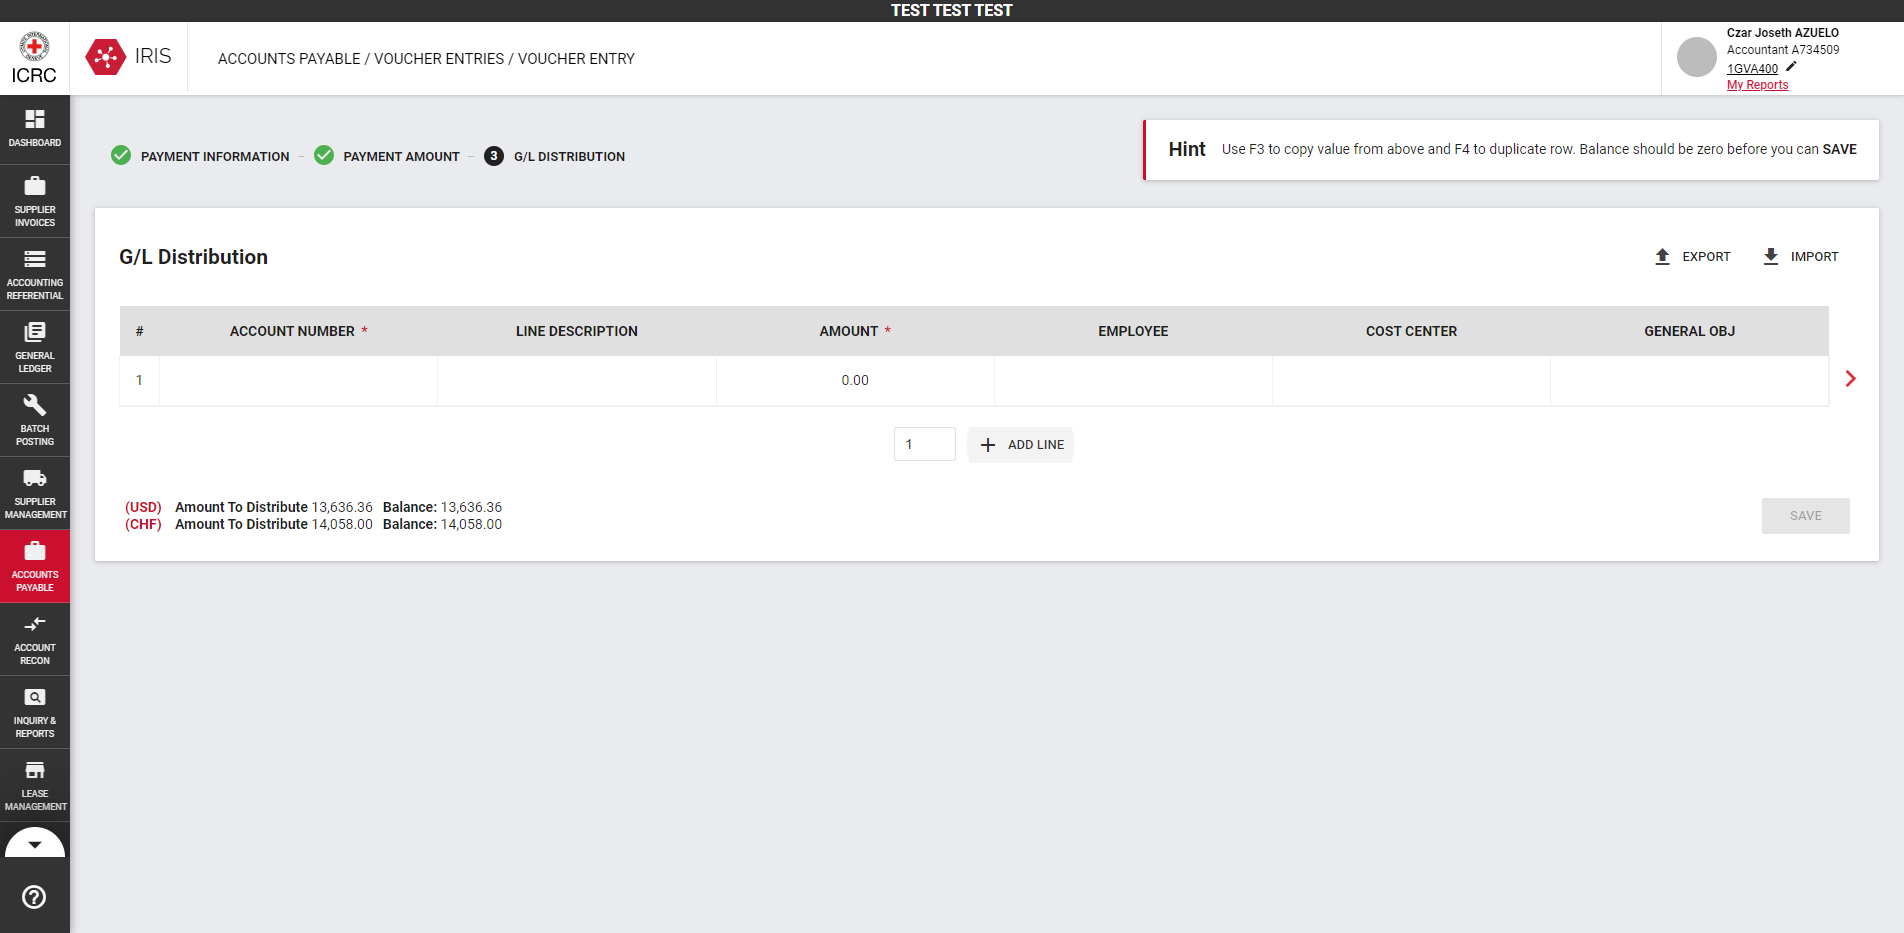 TEST TEST TEST
ICRC
IRIS
ACCOUNTS PAYABLE / VOUCHER ENTRIES / VOUCHER ENTRY
Czar Joseth AZUELO
Accountant A734509
1GVA400
My Reports
DASHBOARD
SUPPLIER
INVOICES
ACCOUNTING
REFERENTIAL
GENERAL
LEDGER
BATCH
POSTING
SUPPLIER
MANAGEMENT
ACCOUNTS
PAYABLE
ACCOUNT
RECON
INQUIRY &
REPORTS
LEASE
MANAGEMENT
PAYMENT INFORMATION
PAYMENT AMOUNT
3 G/L DISTRIBUTION
Hint Use F3 to copy value from above and F4 to duplicate row. Balance should be zero before you can SAVE
G/L Distribution
EXPORT
IMPORT
# ACCOUNT NUMBER * LINE DESCRIPTION AMOUNT * EMPLOYEE COST CENTER GENERAL OBJ
1 0.00
1 ADD LINE
(USD) Amount To Distribute 13,636.36 Balance: 13,636.36
(CHF) Amount To Distribute 14,058.00 Balance: 14,058.00
SAVE